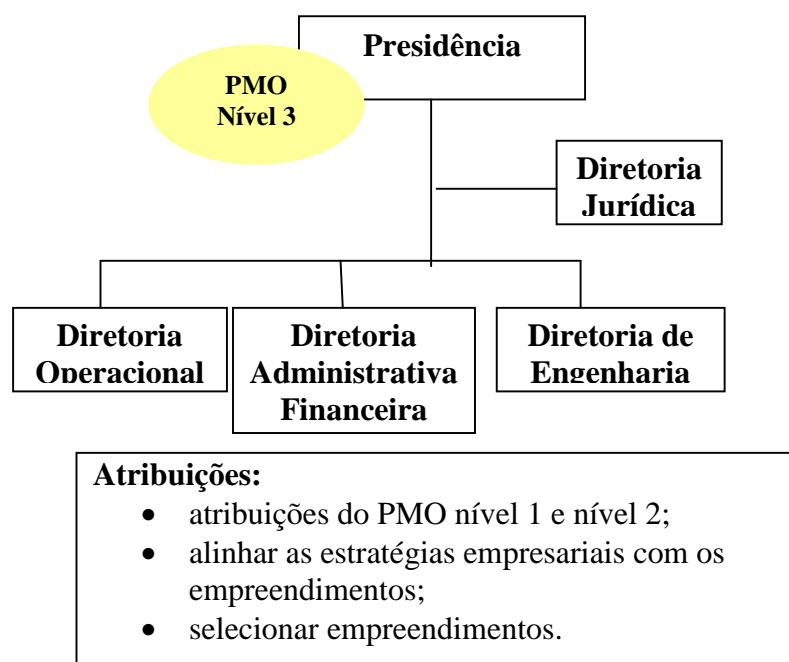 Presidência
PMO
Nível 3
Diretoria
Jurídica
Diretoria
Operacional
Diretoria
Administrativa
Financeira
Diretoria de
Engenharia
Atribuições:
• atribuições do PMO nível 1 e nível 2;
• alinhar as estratégias empresariais com os
empreendimentos;
• selecionar empreendimentos.